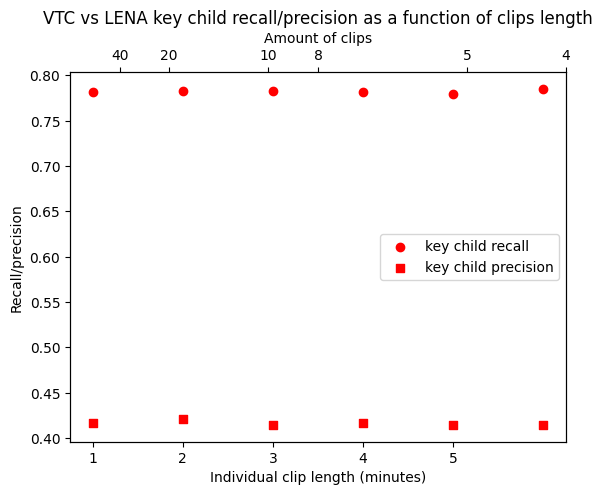 VTC vs LENA key child recall/precision as a function of clips length
Amount of clips
40 20 10 8 5 4
0.80
0.75
0.70
0.65
0.60
0.55
0.50
0.45
0.40
Recall/precision
key child recall
key child precision
1 2 3 4 5
Individual clip length (minutes)